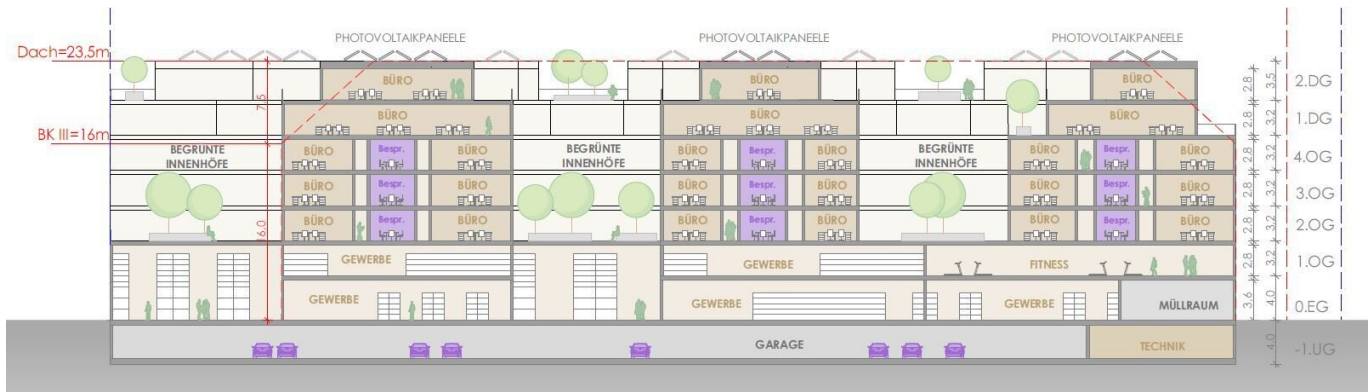 PHOTOVOLTAIKPANEELE PHOTOVOLTAIKPANEELE PHOTOVOLTAIKPANEELE
Dach=23,5m
BÜRO BÜRO BÜRO 2.8 3.5 2.DG
7.5
BÜRO BÜRO BÜRO 2.8 3.2 1.DG
BK III=16m
BEGRÜNTE
INNENHÖFE
BÜRO Bespr. BÜRO
BEGRÜNTE
INNENHÖFE
BÜRO Bespr. BÜRO
BEGRÜNTE
INNENHÖFE
BÜRO Bespr. BÜRO 2.8 3.2 4.OG
BÜRO Bespr. BÜRO BÜRO Bespr. BÜRO BÜRO Bespr. BÜRO 2.8 3.2 3.OG
16.0
BÜRO Bespr. BÜRO BÜRO Bespr. BÜRO BÜRO Bespr. BÜRO 2.8 3.2 2.OG
GEWERBE GEWERBE FITNESS 2.8 3.2 1.OG
GEWERBE GEWERBE GEWERBE MÜLLRAUM 3.6 4.0 0.EG
GARAGE TECHNIK 4.0 -1.UG